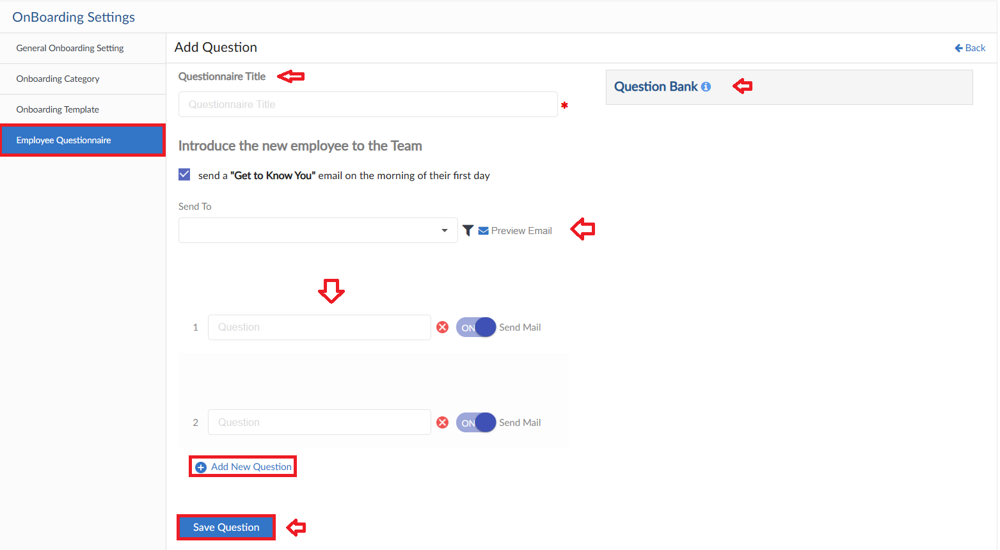 OnBoarding Settings
General Onboarding Setting
Onboarding Category
Onboarding Template
Employee Questionnaire
Add Question
Back
Questionnaire Title
Questionnaire Title *
Question Bank
Introduce the new employee to the Team
send a "Get to Know You" email on the morning of their first day
Send To
Preview Email
1 Question ON Send Mail
2 Question ON Send Mail
Add New Question
Save Question